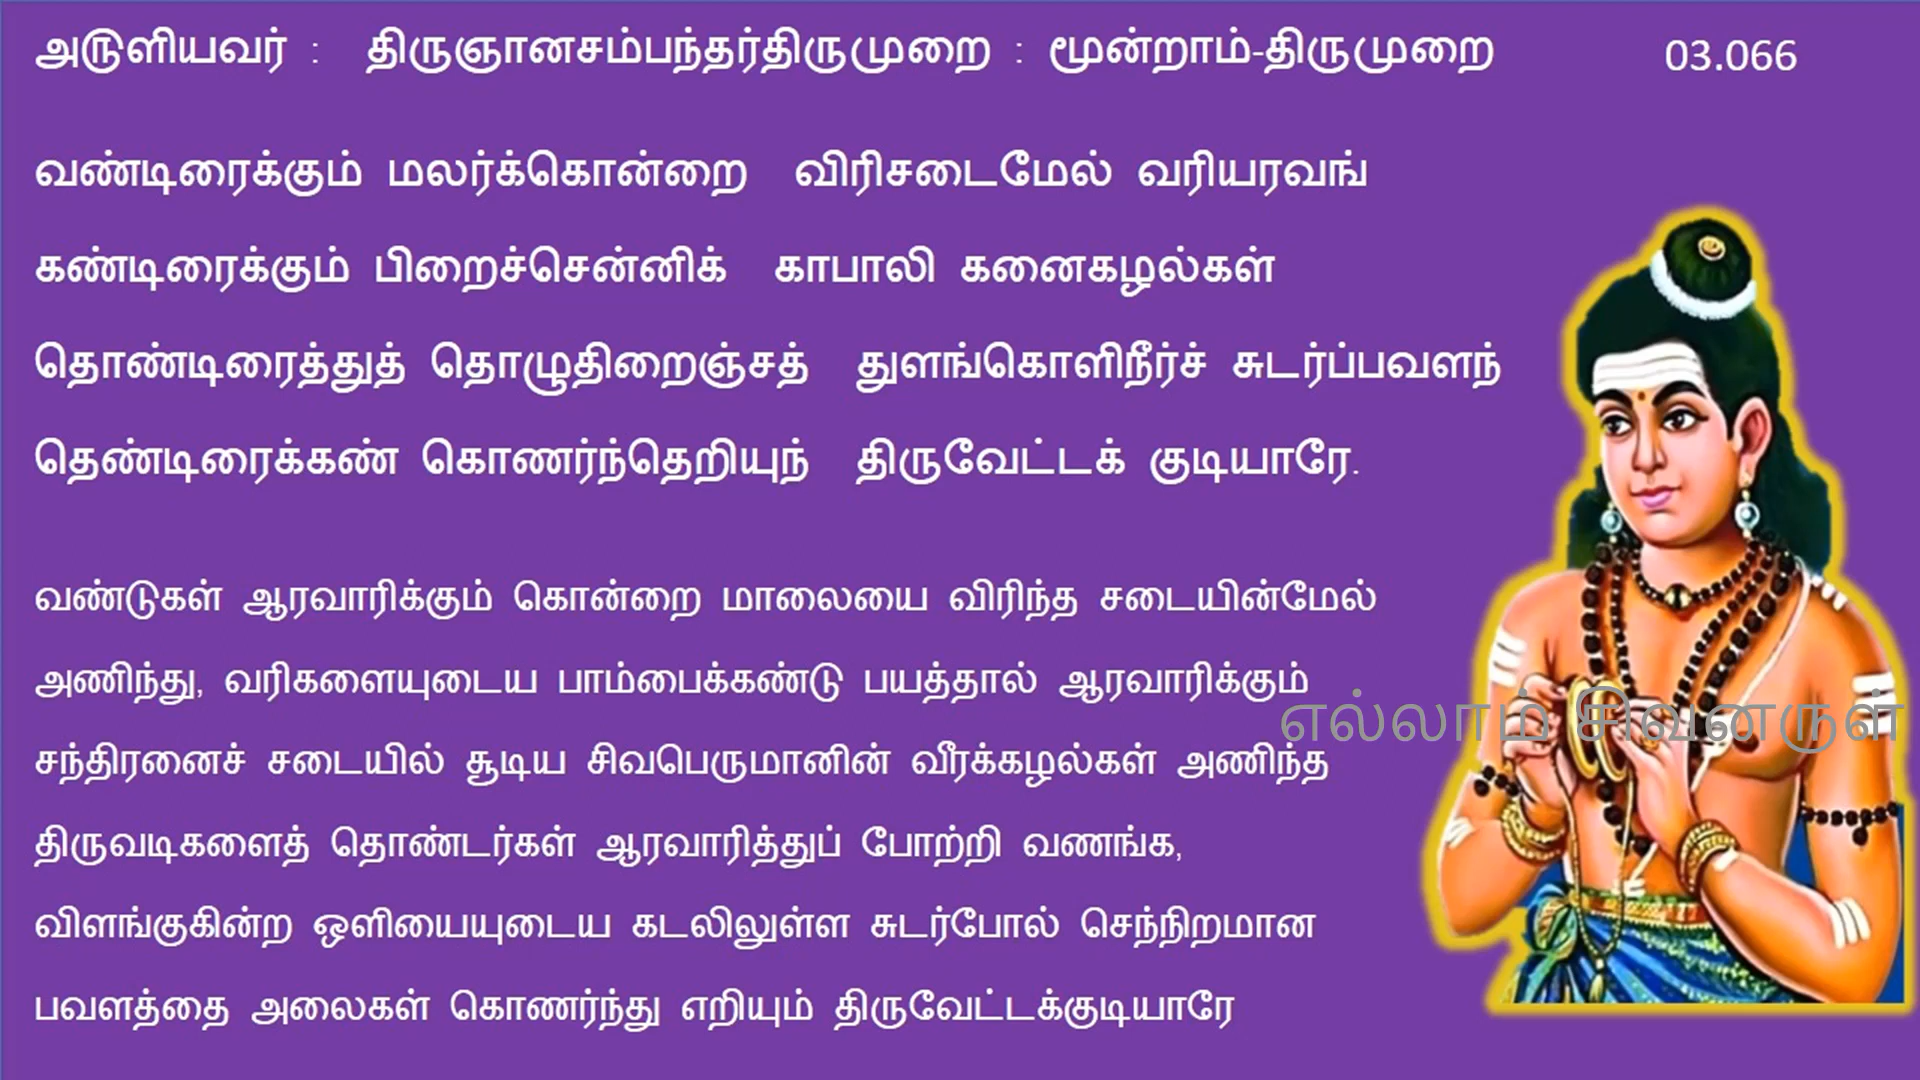 அருளியவர் : திருஞானசம்பந்தர்திருமுறை : மூன்றாம்-திருமுறை 03.066
வண்டிரைக்கும் மலர்க்கொன்றை விரிசடைமேல் வரியரவங்
கண்டிரைக்கும் பிறைச்சென்னிக் காபாலி கனைகழல்கள்
தொண்டிரைத்துத் தொழுதிறைஞ்சத் துளங்கொளிநீர்ச் சுடர்ப்பவளந்
தெண்டிரைக்கண் கொணர்ந்தெறியுந் திருவேட்டக் குடியாரே.
வண்டுகள் ஆரவாரிக்கும் கொன்றை மாலையை விரிந்த சடையின்மேல்
அணிந்து, வரிகளையுடைய பாம்பைக்கண்டு பயத்தால் ஆரவாரிக்கும்
எல்லாம் சிவனருள்
சந்திரனைச் சடையில் சூடிய சிவபெருமானின் வீரக்கழல்கள் அணிந்த
திருவடிகளைத் தொண்டர்கள் ஆரவாரித்துப் போற்றி வணங்க,
விளங்குகின்ற ஒளியையுடைய கடலிலுள்ள சுடர்போல் செந்நிறமான
பவளத்தை அலைகள் கொணர்ந்து எறியும் திருவேட்டக்குடியாரே